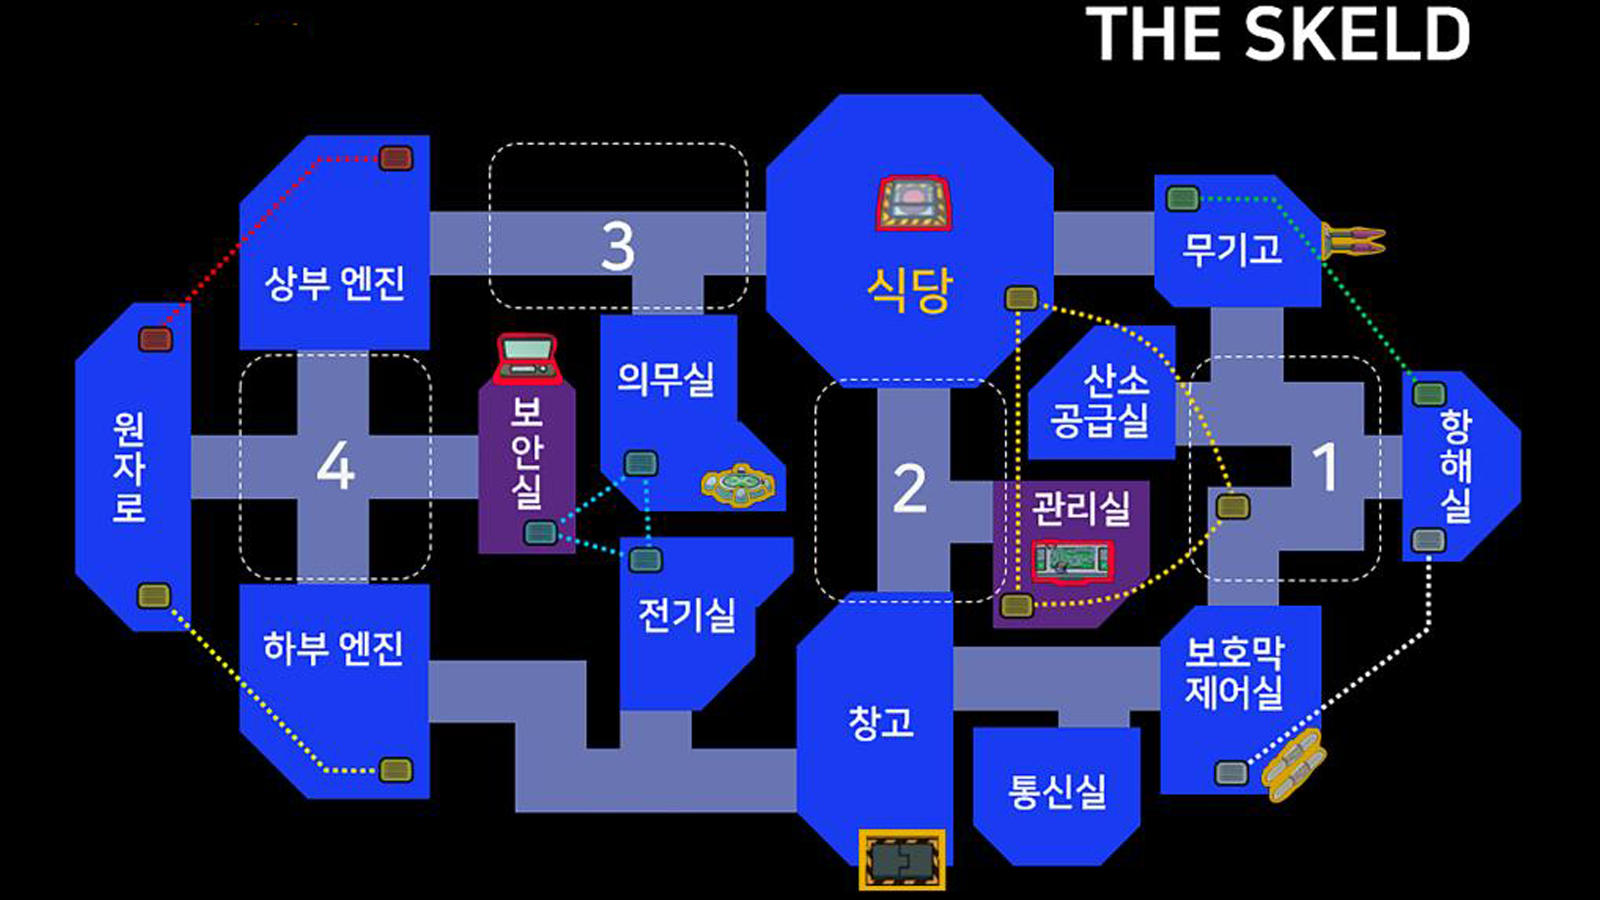 THE SKELD
3
식당
무기고
상부 엔진
의무실
산소
공급실
원
자
로
4
보
안
실
2
관리실
1
항
해
실
하부 엔진
전기실
창고
보호막
제어실
통신실